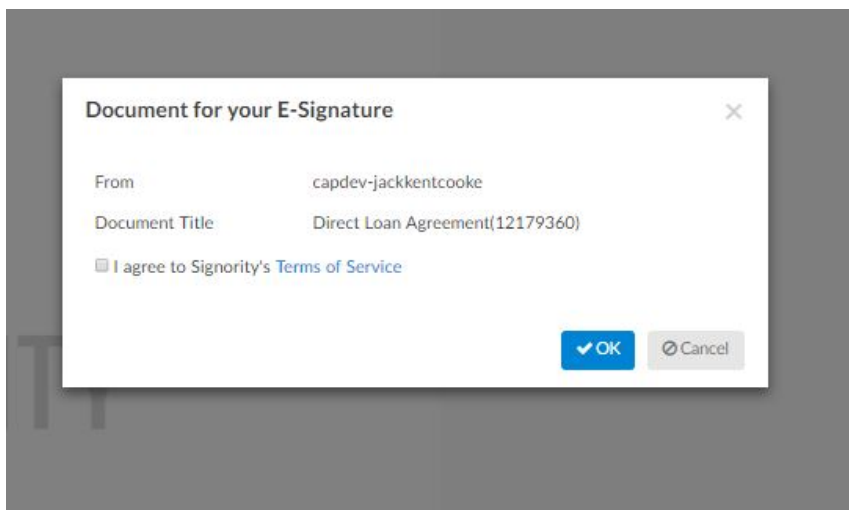 Document for your E-Signature
From capdev-jackkentcooke
Document Title Direct Loan Agreement(12179360)
I agree to Signority's Terms of Service
OK Cancel
ITY